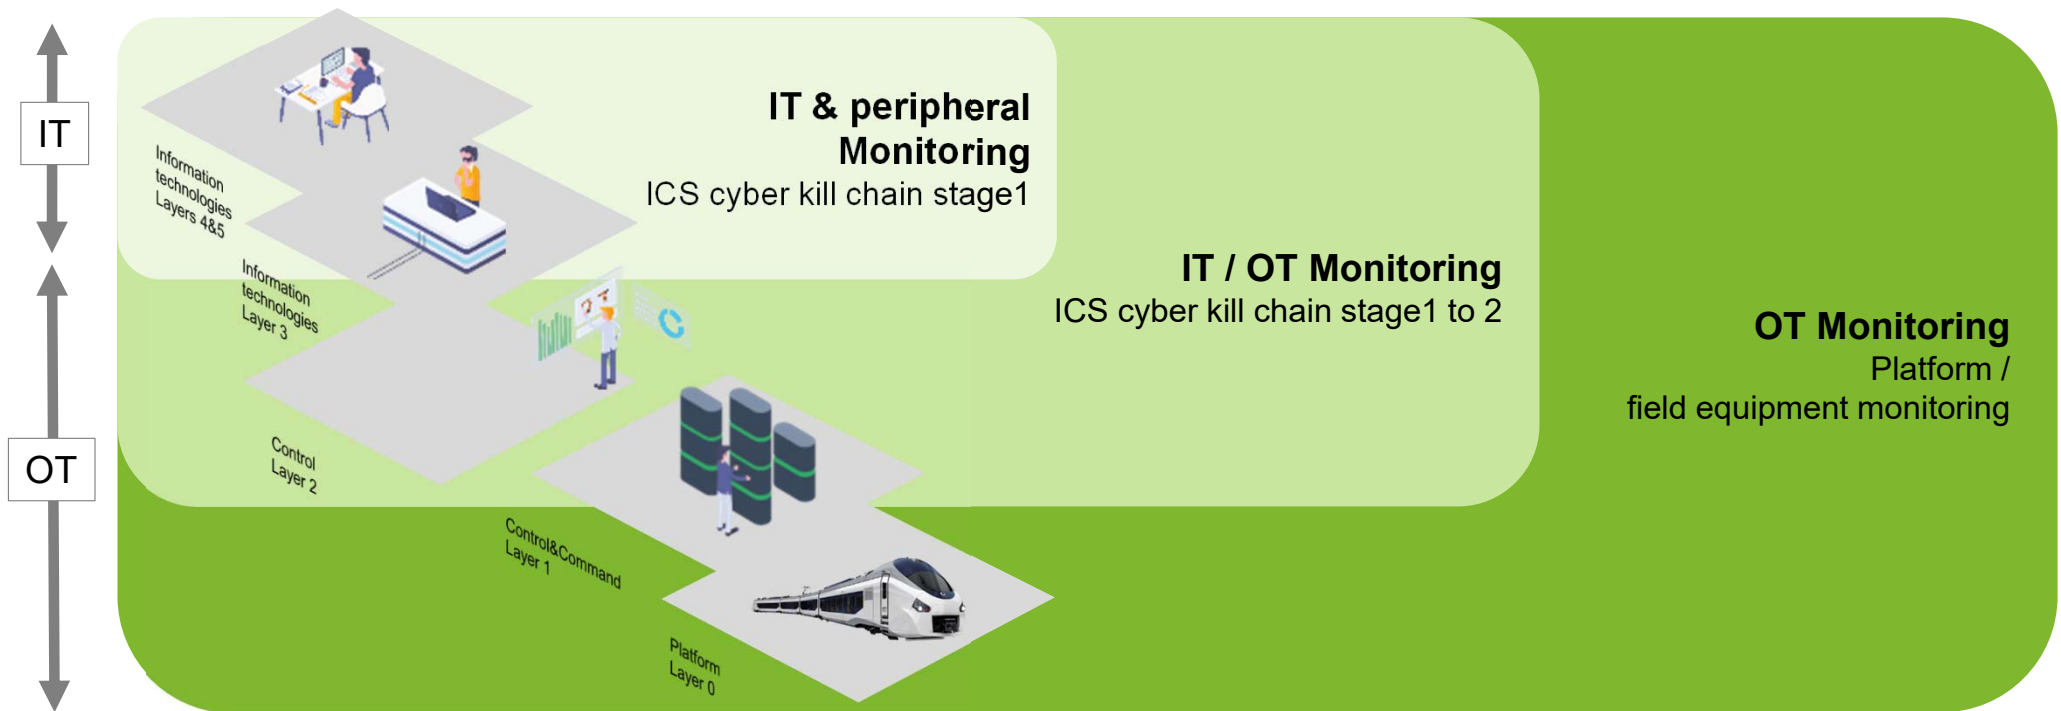 IT
OT
Information
technologies
Layers 4&5
Information
technologies
Layer 3
Control
Layer 2
Control&Command
Layer 1
Platform
Layer 0
IT & peripheral
Monitoring
ICS cyber kill chain stage1
IT / OT Monitoring
ICS cyber kill chain stage1 to 2
OT Monitoring
Platform /
field equipment monitoring